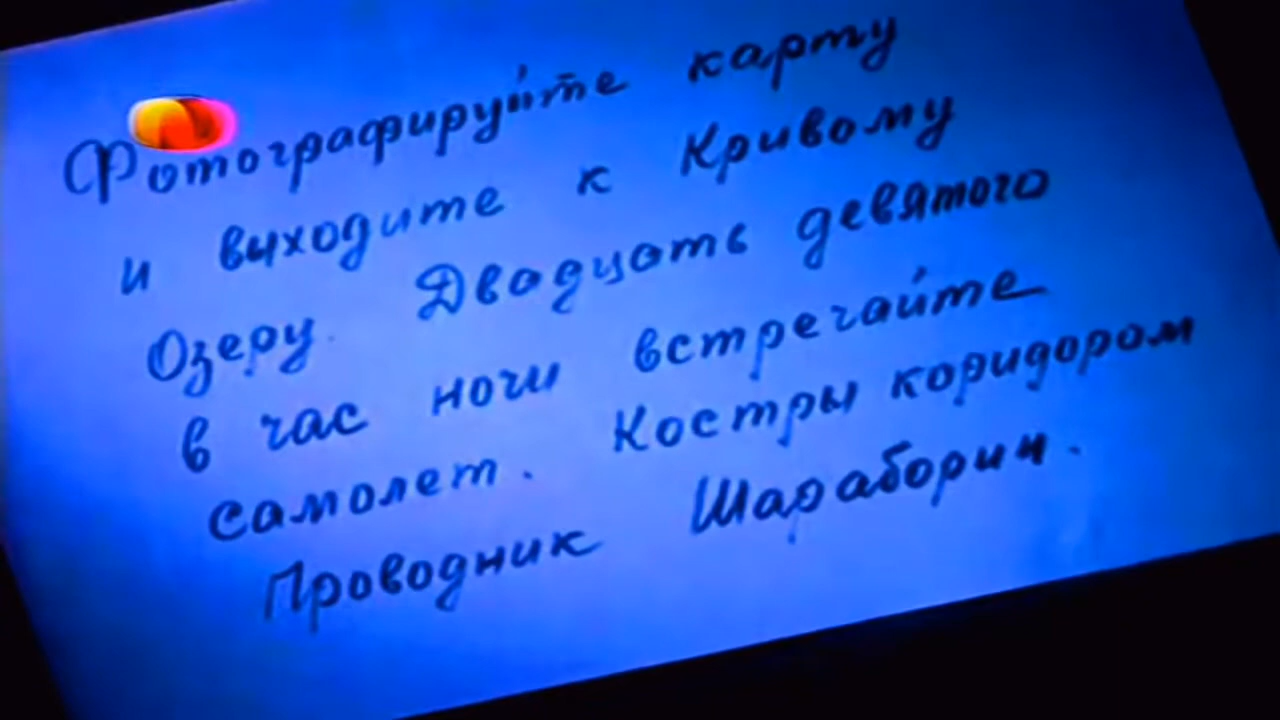 Фотографируйте карту
и выходите к Кривому
Озеру. Двадцать девятого
в час ночи встречайте
самолет. Костры коридором
Проводник Шараборин.